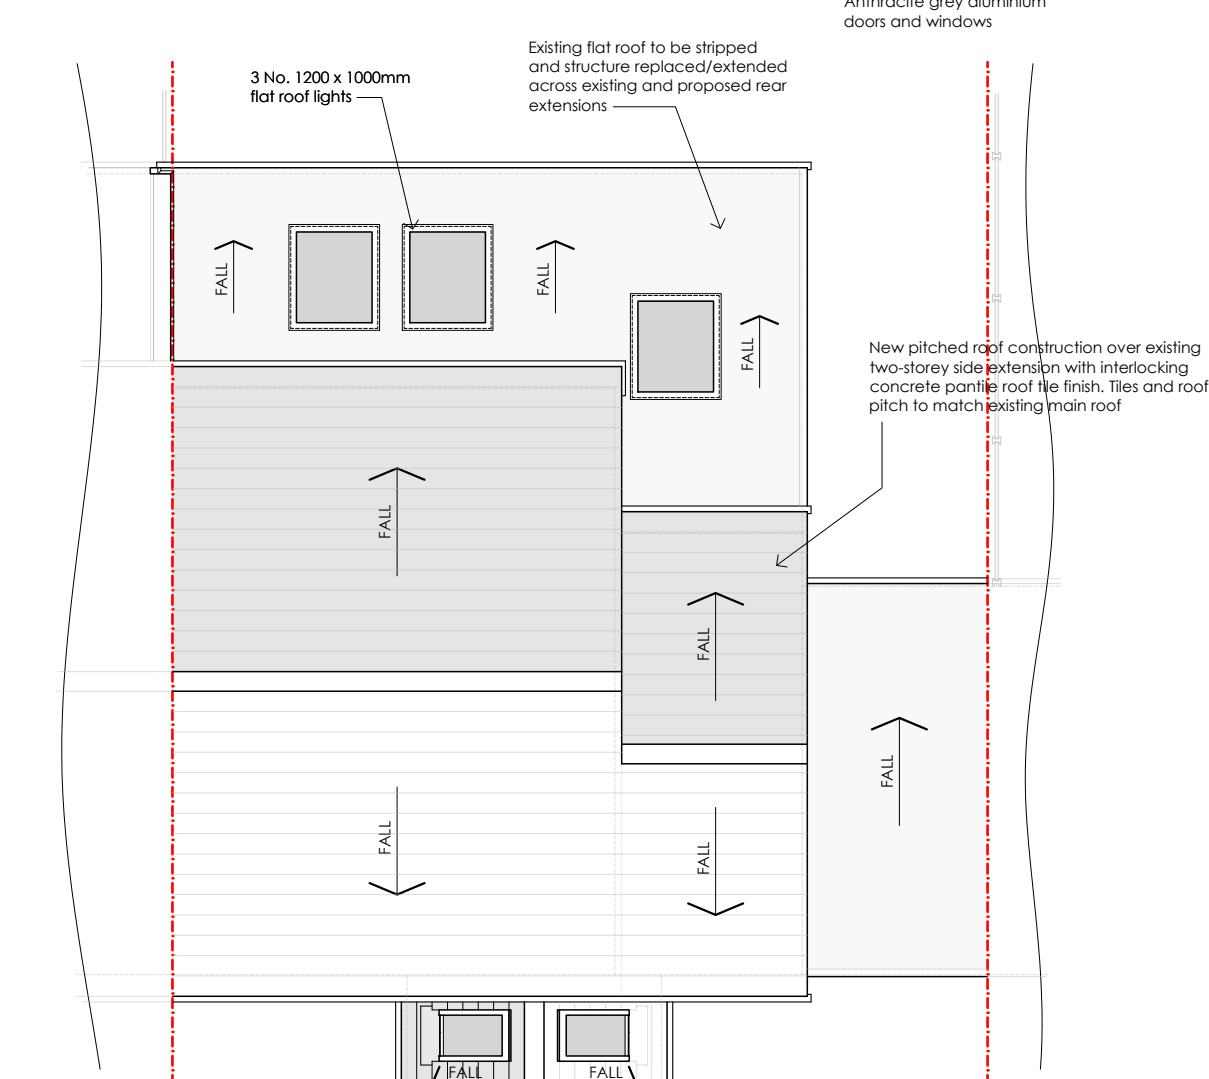 Anthracite grey aluminium
doors and windows
Existing flat roof to be stripped
and structure replaced/extended
across existing and proposed rear
extensions
3 No. 1200 x 1000mm
flat roof lights
FALL
FALL
FALL
New pitched roof construction over existing
two-storey side extension with interlocking
concrete pantile roof tile finish. Tiles and roof
pitch to match existing main roof
FALL
FALL
FALL
FALL
FALL
FALL
FALL